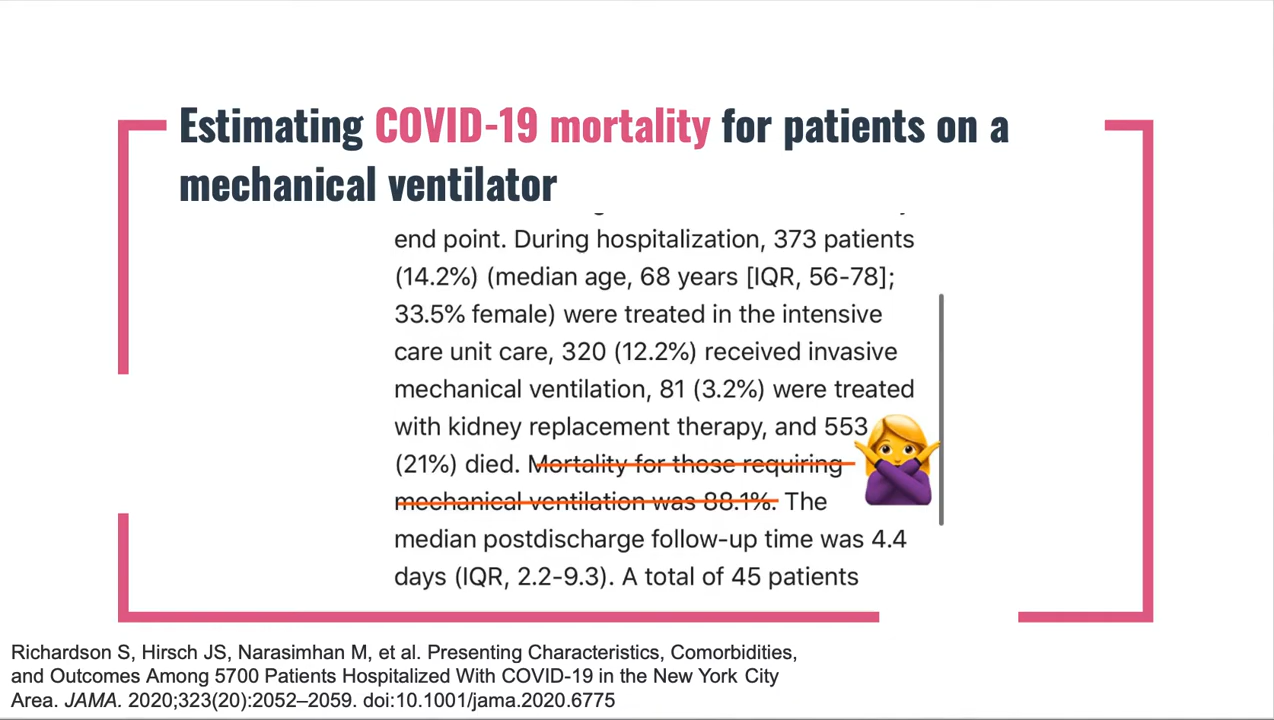 Estimating COVID-19 mortality for patients on a
mechanical ventilator
end point. During hospitalization, 373 patients
(14.2%) (median age, 68 years [IQR, 56-78];
33.5% female) were treated in the intensive
care unit care, 320 (12.2%) received invasive
mechanical ventilation, 81 (3.2%) were treated
with kidney replacement therapy, and 553
(21%) died. Mortality for those requiring
mechanical ventilation was 88.1%. The
median postdischarge follow-up time was 4.4
days (IQR, 2.2-9.3). A total of 45 patients
Richardson S, Hirsch JS, Narasimhan M, et al. Presenting Characteristics, Comorbidities,
and Outcomes Among 5700 Patients Hospitalized With COVID-19 in the New York City
Area. JAMA. 2020;323(20):2052–2059. doi:10.1001/jama.2020.6775